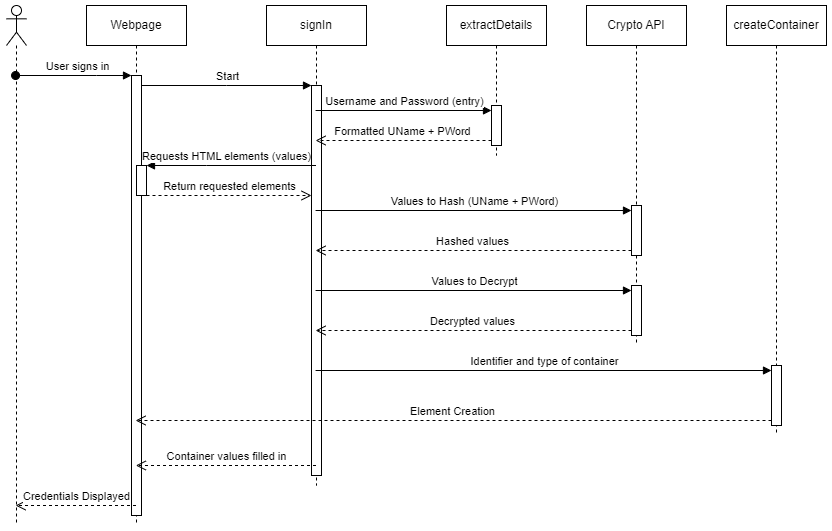 Webpage
signIn
extractDetails
Crypto API
createContainer
User signs in
Start
Username and Password (entry)
Formatted UName + PWord
Requests HTML elements (values)
Return requested elements
Values to Hash (UName + PWord)
Hashed values
Values to Decrypt
Decrypted values
Identifier and type of container
Element Creation
Container values filled in
Credentials Displayed